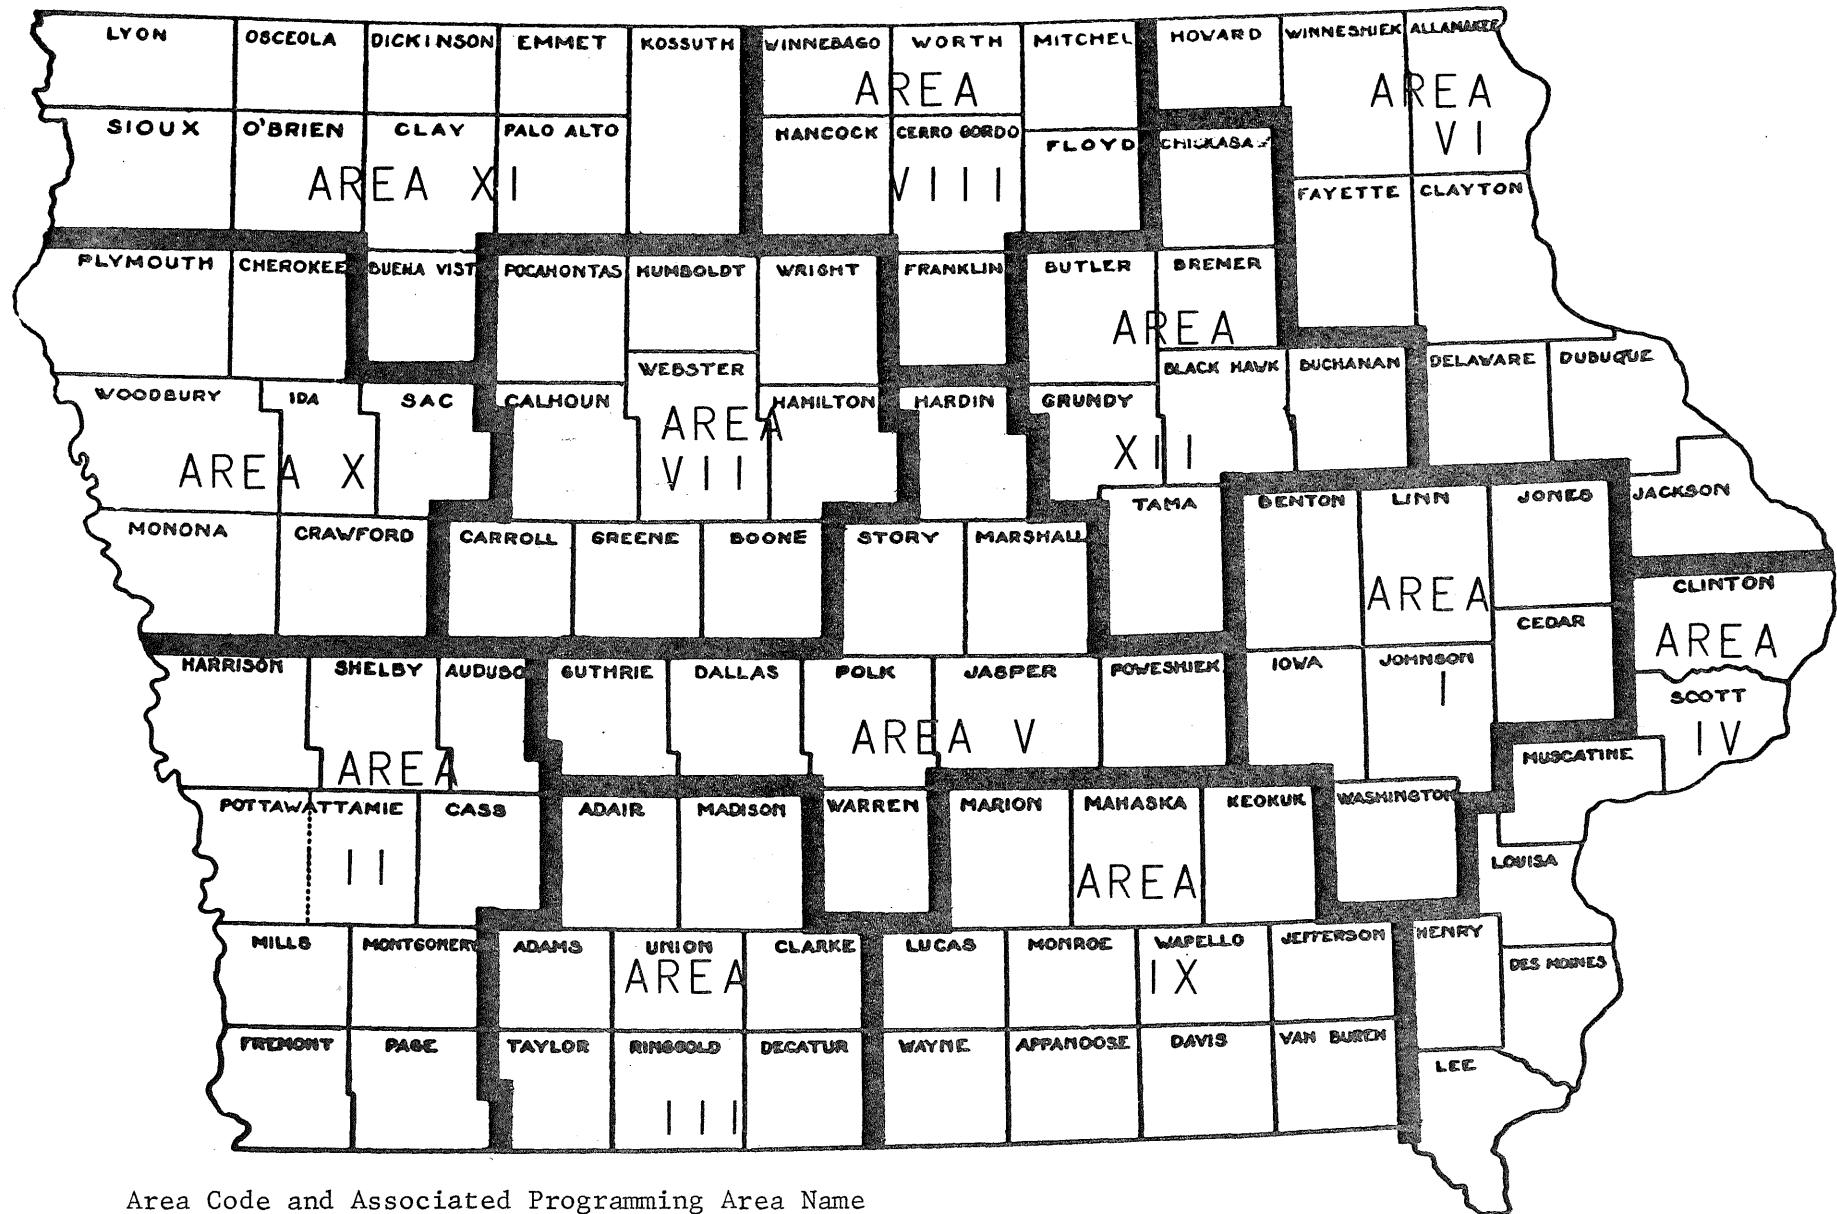 LYON OSCEOLA DICKINSON EMMET KOSSUTH WINNEBAGO WORTH MITCHEL HOWARD WINNESHIEK ALLAMAKEE
AREA AREA
SIOUX O'BRIEN CLAY PALO ALTO HANCOCK CERRO GORDO FLOYD CHICKASAW VI
AREA XI VIII FAYETTE CLAYTON
PLYMOUTH CHEROKEE BUENA VIST POCAHONTAS HUMBOLDT WRIGHT FRANKLIN BUTLER BREMER
AREA
WEBSTER BLACK HAWK BUCHANAN DELAWARE DUBUQUE
WOODBURY IDA SAC CALHOUN HAMILTON HARDIN GRUNDY
AREA X AREA VII XII
MONONA CRAWFORD CARROLL GREENE BOONE STORY MARSHALL TAMA BENTON LINN JONES JACKSON
AREA CLINTON
CEDAR AREA
HARRISON SHELBY AUDUBO GUTHRIE DALLAS POLK JASPER POWESHIEK IOWA JOHNSON
I SCOTT
AREA AREA V MUSCATINE IV
POTTAWATTAMIE CASS ADAIR MADISON WARREN MARION MAHASKA KEOKUK WASHINGTON
II AREA LOUISA
MILLS MONTGOMERY ADAMS UNION CLARKE LUCAS MONROE WAPELLO JEFFERSON HENRY
AREA IX DES MOINES
FREMONT PAGE TAYLOR RINGGOLD DECATUR WAYNE APPANOOSE DAVIS VAN BUREN LEE
III
Area Code and Associated Programming Area Name